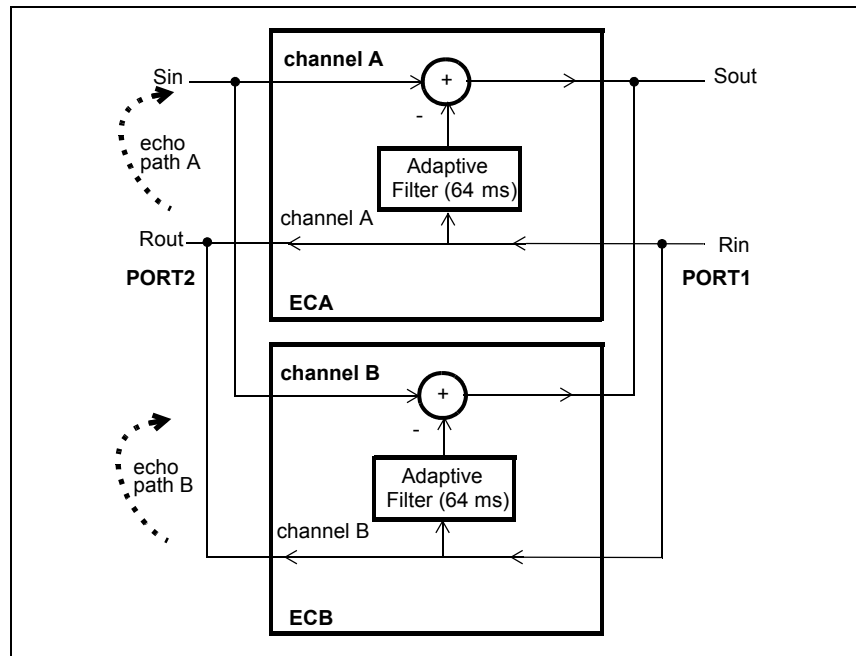 channel A
Sin
+
Sout
-
echo
path A
Adaptive
Filter (64 ms)
channel A
Rout
Rin
PORT2
PORT1
ECA
channel B
+
-
echo
path B
Adaptive
Filter (64 ms)
channel B
ECB